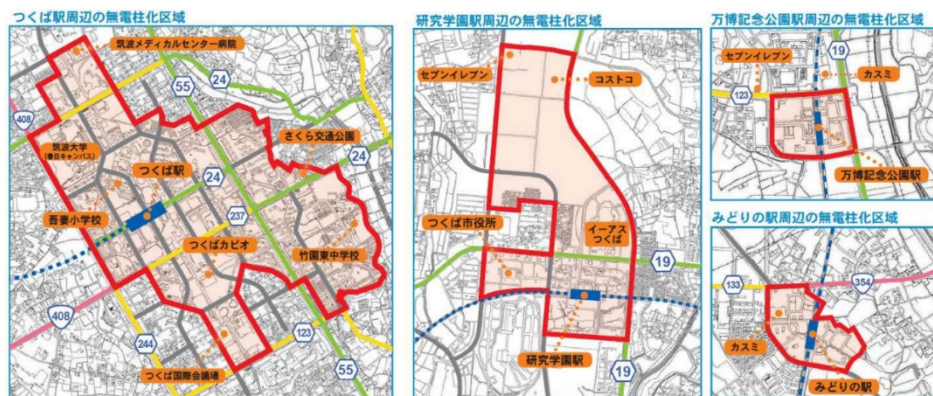 つくば駅周辺の無電柱化区域
筑波メディカルセンター病院
408
55
24
さくら交通公園
24
筑波大学
(春日キャンパス)
つくば駅
24
吾妻小学校
237
つくばカピオ
竹園東中学校
408
244
123
つくば国際会議場
55
研究学園駅周辺の無電柱化区域
セブンイレブン
コストコ
つくば市役所
イーアス
つくば
19
研究学園駅
19
万博記念公園駅周辺の無電柱化区域
19
セブンイレブン
カスミ
123
万博記念公園駅
みどりの駅周辺の無電柱化区域
133
354
カスミ
みどりの駅